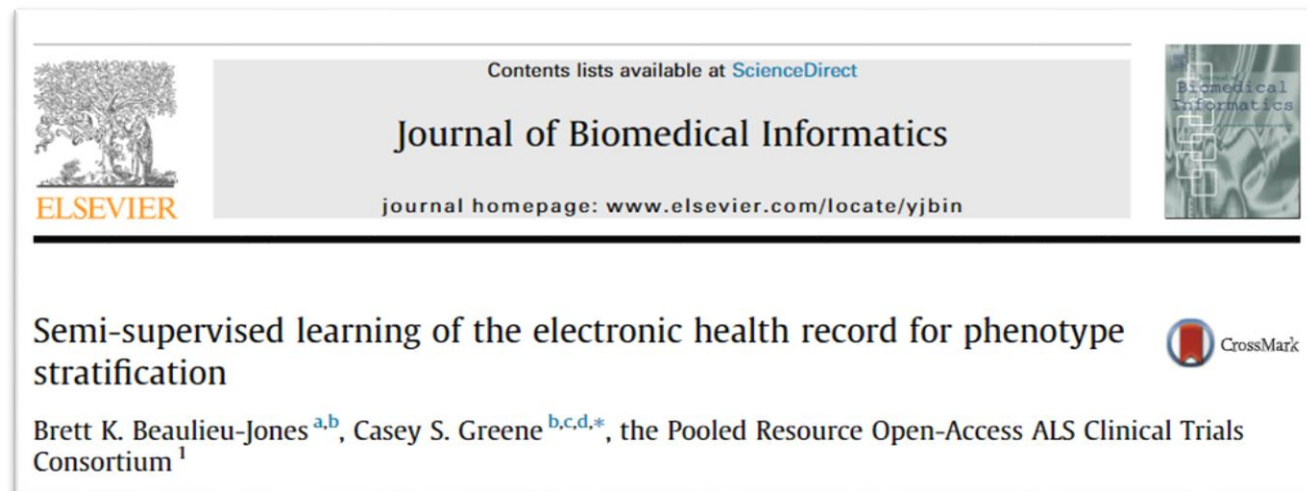 Contents lists available at ScienceDirect
Journal of Biomedical Informatics
journal homepage: www.elsevier.com/locate/yjbin
ELSEVIER
Biomedical
Informatics
Semi-supervised learning of the electronic health record for phenotype
stratification
CrossMark
Brett K. Beaulieu-Jones a,b, Casey S. Greene b,c,d,*, the Pooled Resource Open-Access ALS Clinical Trials
Consortium 1